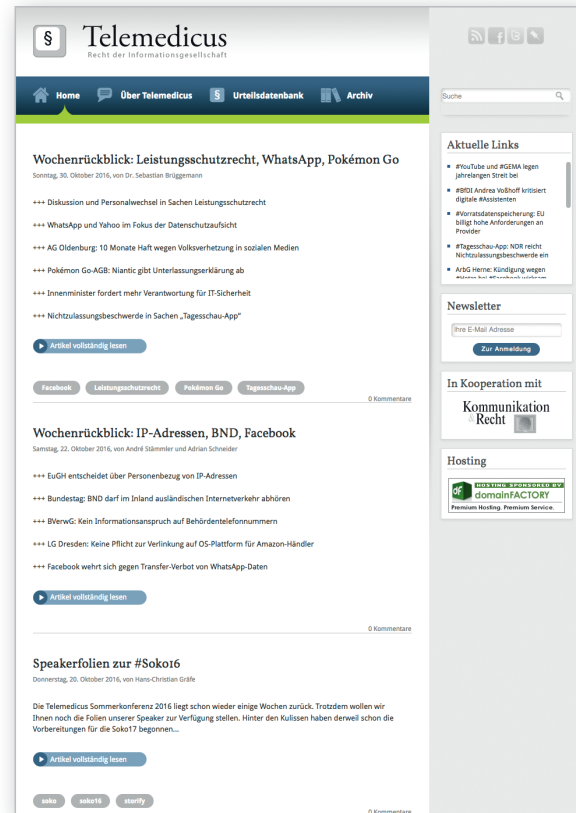 § Telemedicus
Recht der Informationsgesellschaft
Home Über Telemedicus § Urteilsdatenbank Archiv
Wochenrückblick: Leistungsschutzrecht, WhatsApp, Pokémon Go
Sonntag, 30. Oktober 2016, von Dr. Sebastian Brüggemann
+++ Diskussion und Personalwechsel in Sachen Leistungsschutzrecht
+++ WhatsApp und Yahoo im Fokus der Datenschutzaufsicht
+++ AG Oldenburg: 10 Monate Haft wegen Volksverhetzung in sozialen Medien
+++ Pokémon Go-AGB: Niantic gibt Unterlassungserklärung ab
+++ Innenminister fordert mehr Verantwortung für IT-Sicherheit
+++ Nichtzulassungsbeschwerde in Sachen „Tagesschau-App"
Artikel vollständig lesen
Facebook Leistungsschutzrecht Pokémon Go Tagesschau-App
0 Kommentare
Wochenrückblick: IP-Adressen, BND, Facebook
Samstag, 22. Oktober 2016, von André Stämmler und Adrian Schneider
+++ EuGH entscheidet über Personenbezug von IP-Adressen
+++ Bundestag: BND darf im Inland ausländischen Internetverkehr abhören
+++ BVerwG: Kein Informationsanspruch auf Behördentelefonnummern
+++ LG Dresden: Keine Pflicht zur Verlinkung auf OS-Plattform für Amazon-Händler
+++ Facebook wehrt sich gegen Transfer-Verbot von WhatsApp-Daten
Artikel vollständig lesen
0 Kommentare
Speakerfolien zur #Soko16
Donnerstag, 20. Oktober 2016, von Hans-Christian Gräfe
Die Telemedicus Sommerkonferenz 2016 liegt schon wieder einige Wochen zurück. Trotzdem wollen wir
Ihnen noch die Folien unserer Speaker zur Verfügung stellen. Hinter den Kulissen haben derweil schon die
Vorbereitungen für die Soko17 begonnen...
Artikel vollständig lesen
soko soko16 storify
0 Kommentare
Suche
Aktuelle Links
#YouTube und #GEMA legen
jahrelangen Streit bei
#BfDI Andrea Voßhoff kritisiert
digitale #Assistenten
#Vorratsdatenspeicherung: EU
billigt hohe Anforderungen an
Provider
#Tagesschau-App: NDR reicht
Nichtzulassungsbeschwerde ein
ArbG Herne: Kündigung wegen
#Hetze bei #Facebook wirksam
Newsletter
Ihre E-Mail Adresse
Zur Anmeldung
In Kooperation mit
Kommunikation
& Recht
Hosting
df HOSTING SPONSORED BY
domainFACTORY
Premium Hosting. Premium Service.